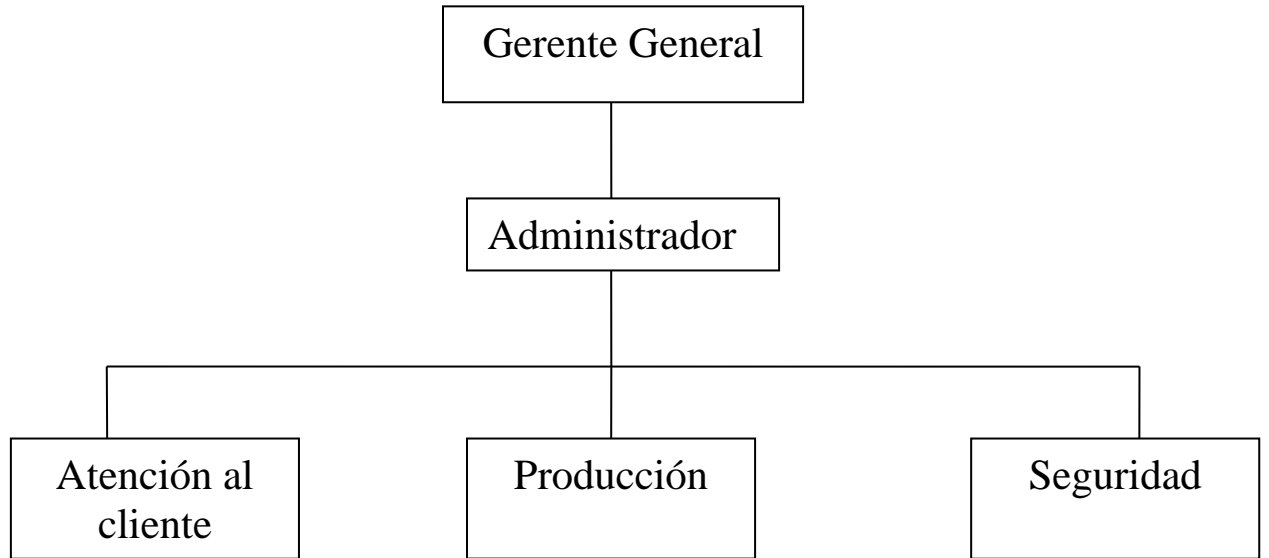 Gerente General
Administrador
Atención al
cliente
Producción
Seguridad